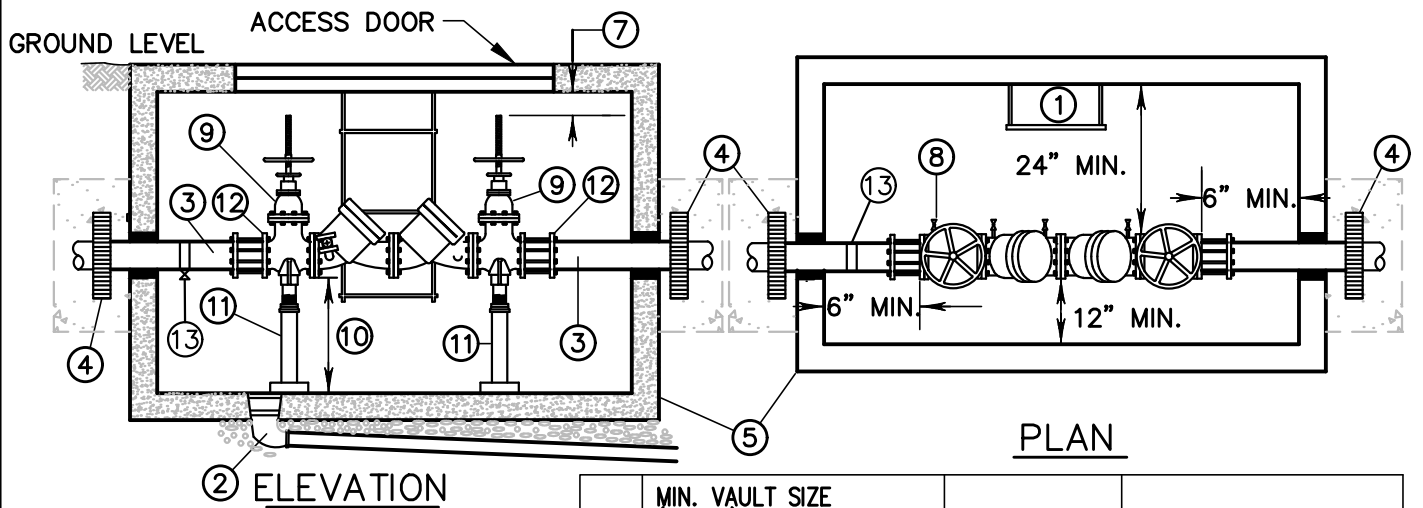 ACCESS DOOR
7
GROUND LEVEL
9
4
1
8
24" MIN.
4
3
12
9
12
13
6" MIN.
11
13
10
11
3
6" MIN.
12" MIN.
4
5
PLAN
2
ELEVATION
MIN. VAULT SIZE